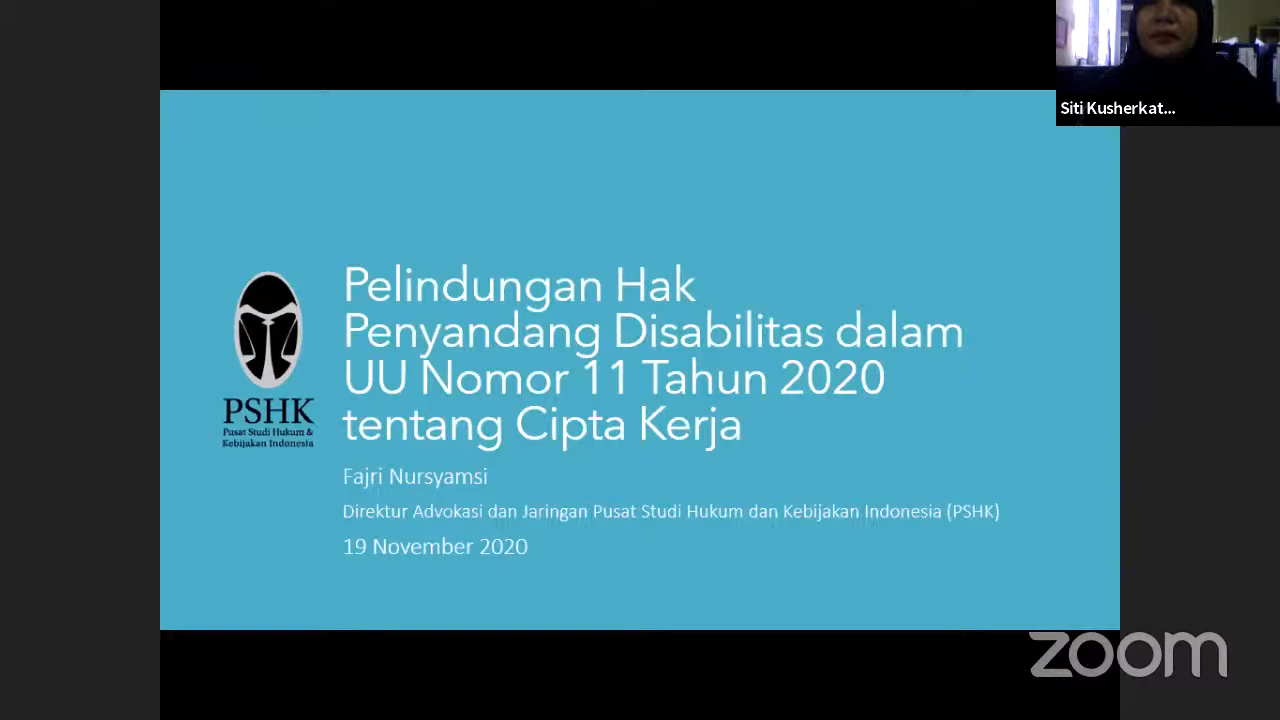 Siti Kusherkat...
Pelindungan Hak
Penyandang Disabilitas dalam
UU Nomor 11 Tahun 2020
tentang Cipta Kerja
PSHK
Pusat Studi Hukum &
Kebijakan Indonesia
Fajri Nursyamsi
Direktur Advokasi dan Jaringan Pusat Studi Hukum dan Kebijakan Indonesia (PSHK)
19 November 2020
zoom